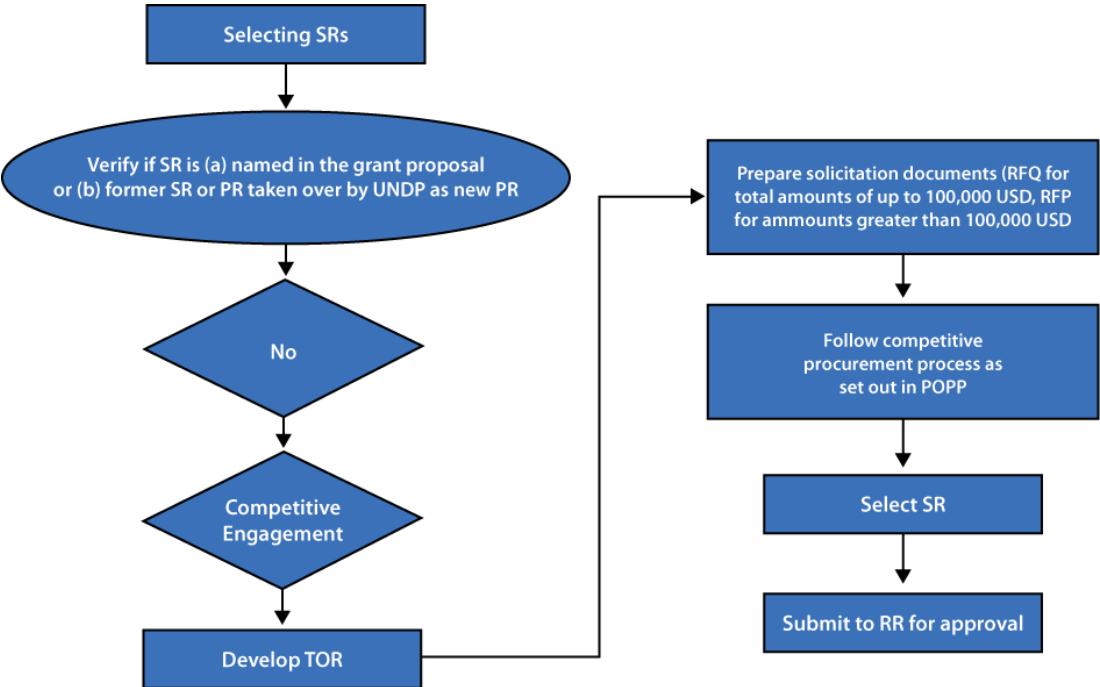 Selecting SRs
Verify if SR is (a) named in the grant proposal
or (b) former SR or PR taken over by UNDP as new PR
No
Competitive
Engagement
Develop TOR
Prepare solicitation documents (RFQ for
total amounts of up to 100,000 USD, RFP
for ammounts greater than 100,000 USD
Follow competitive
procurement process as
set out in POPP
Select SR
Submit to RR for approval